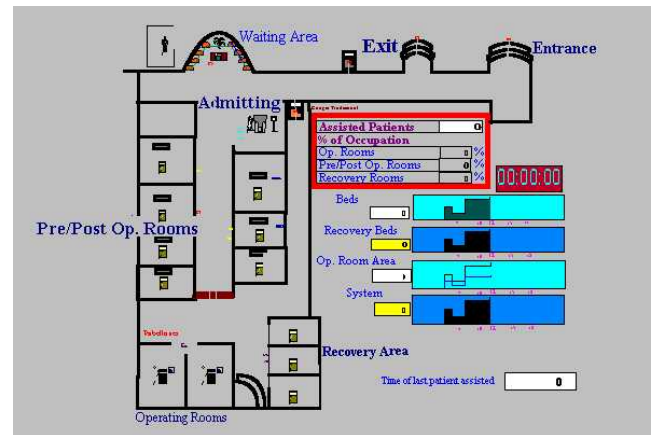 Waiting Area
Exit
Entrance
Admitting
Assisted Patients 0
% of Occupation
Op. Rooms 0 %
Pre/Post Op. Rooms 0 %
Recovery Rooms 0 %
00:00:00
Beds
0
Pre/Post Op. Rooms
Recovery Beds
0
Op. Room Area
System
0
Recovery Area
Time of last patient assisted 0
Operating Rooms